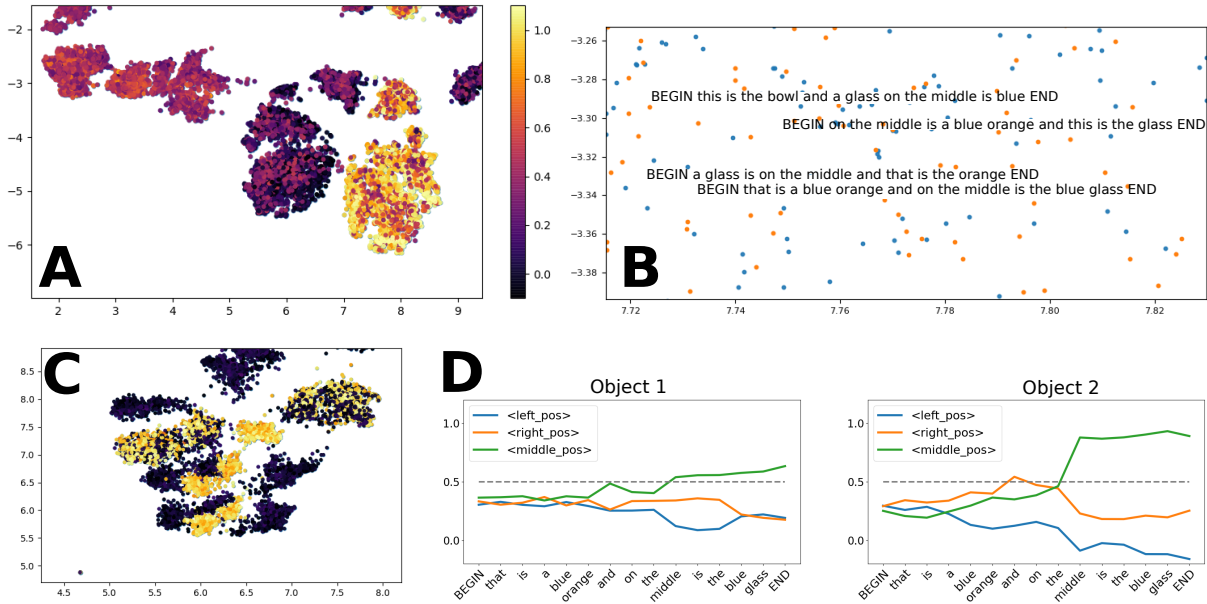 A
−2
−3
−4
−5
−6
2 3 4 5 6 7 8 9
1.0
0.8
0.6
0.4
0.2
0.0
B
−3.26
−3.28
−3.30
−3.32
−3.34
−3.36
−3.38
7.72 7.74 7.76 7.78 7.80 7.82
BEGIN this is the bowl and a glass on the middle is blue END
BEGIN on the middle is a blue orange and this is the glass END
BEGIN a glass is on the middle and that is the orange END
BEGIN that is a blue orange and on the middle is the blue glass END
C
8.5
8.0
7.5
7.0
6.5
6.0
5.5
5.0
4.5 5.0 5.5 6.0 6.5 7.0 7.5 8.0
D
Object 1
1.0
0.5
0.0
<left_pos>
<right_pos>
<middle_pos>
BEGIN that is a blue orange and on the middle is the blue glass END
Object 2
1.0
0.5
0.0
<left_pos>
<right_pos>
<middle_pos>
BEGIN that is a blue orange and on the middle is the blue glass END